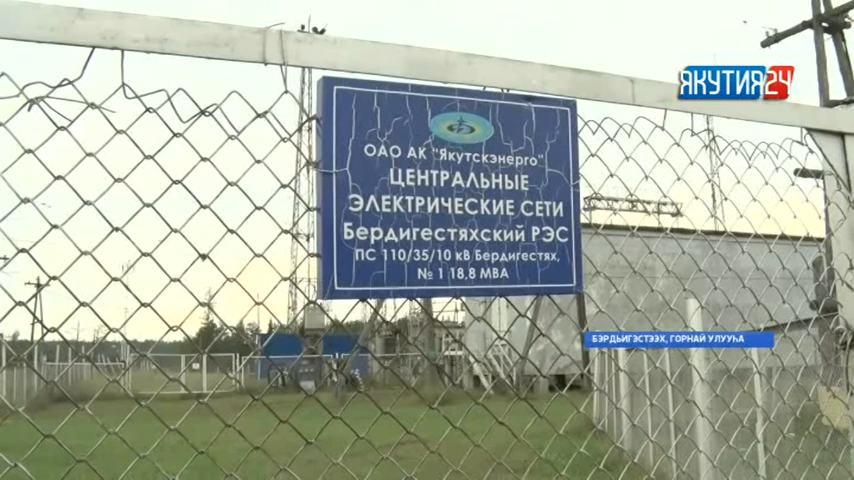 ЯКУТИЯ24
ОАО АК "Якутскэнерго"
ЦЕНТРАЛЬНЫЕ
ЭЛЕКТРИЧЕСКИЕ СЕТИ
Бердигестяхский РЭС
ПС 110/35/10 кВ Бердигестях,
№ 1 18,8 МВА
БЭРДЬИГЭСТЭЭХ, ГОРНАЙ УЛУУҺА